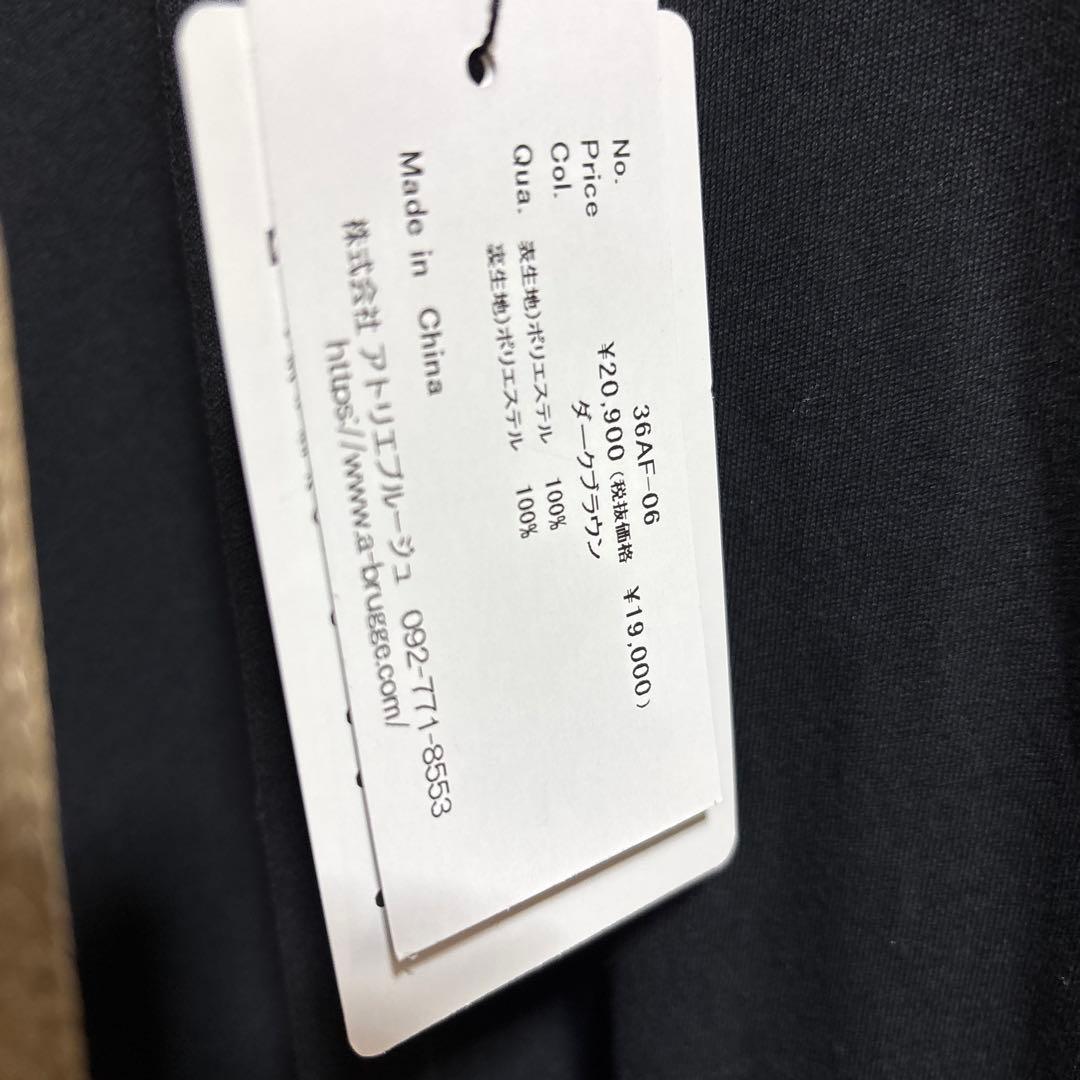 No. 36AF-06
Price ¥20,900(税抜価格 ¥19,000)
Col. ダークブラウン
Qua. 表生地)ポリエステル 100%
裏生地)ポリエステル 100%
Made in China
株式会社 アトリエブルージュ 092-771-8553
https://www.a-brugge.com/